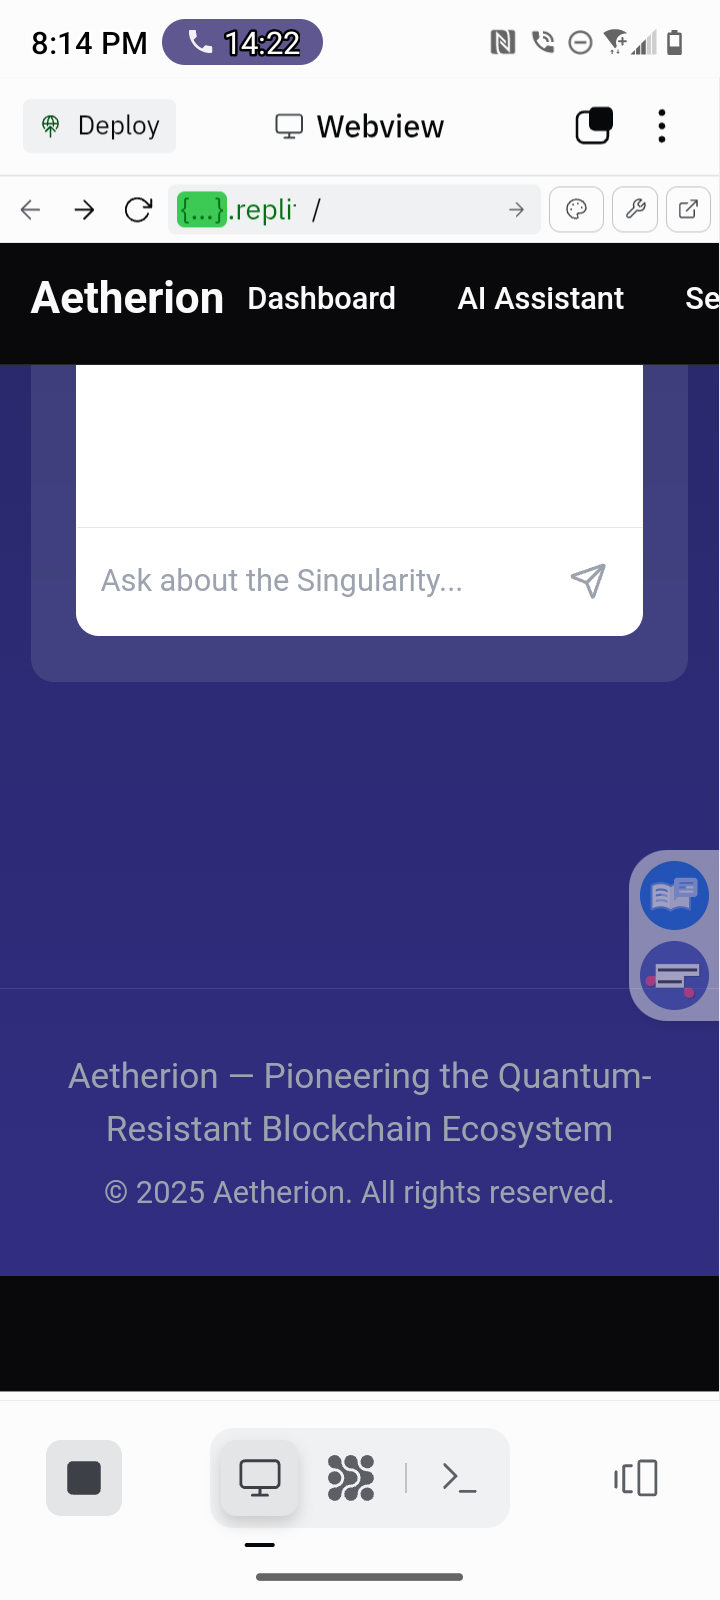 8:14 PM 14:22
Deploy Webview
{...}.repli /
Aetherion Dashboard AI Assistant Se
Ask about the Singularity...
Aetherion — Pioneering the Quantum-
Resistant Blockchain Ecosystem
© 2025 Aetherion. All rights reserved.